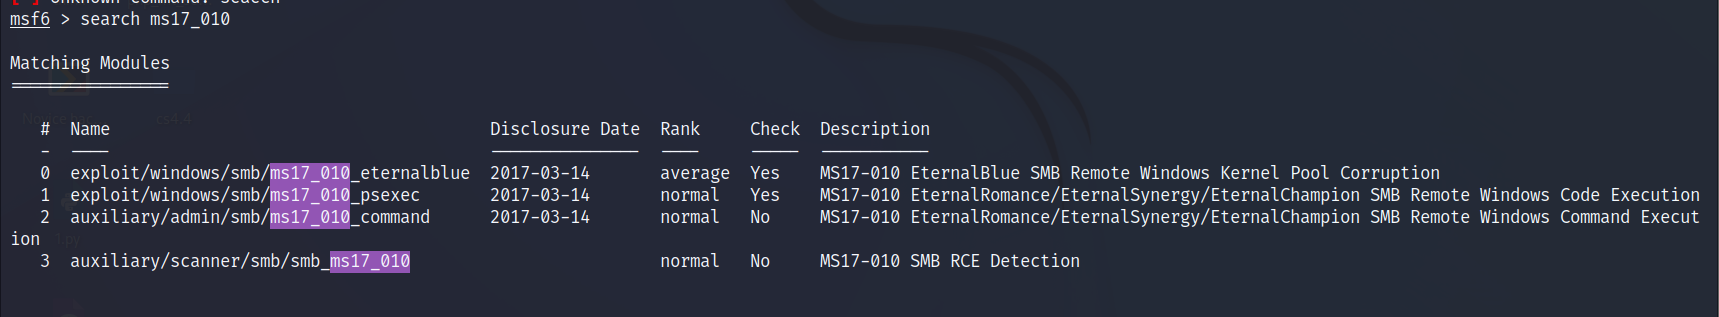 msf6 > search ms17_010
Matching Modules
================
# Name Disclosure Date Rank Check Description
- ---- --------------- ---- ----- -----------
0 exploit/windows/smb/ms17_010_eternalblue 2017-03-14 average Yes MS17-010 EternalBlue SMB Remote Windows Kernel Pool Corruption
1 exploit/windows/smb/ms17_010_psexec 2017-03-14 normal Yes MS17-010 EternalRomance/EternalSynergy/EternalChampion SMB Remote Windows Code Execution
2 auxiliary/admin/smb/ms17_010_command 2017-03-14 normal No MS17-010 EternalRomance/EternalSynergy/EternalChampion SMB Remote Windows Command Execut
ion
3 auxiliary/scanner/smb/smb_ms17_010 normal No MS17-010 SMB RCE Detection